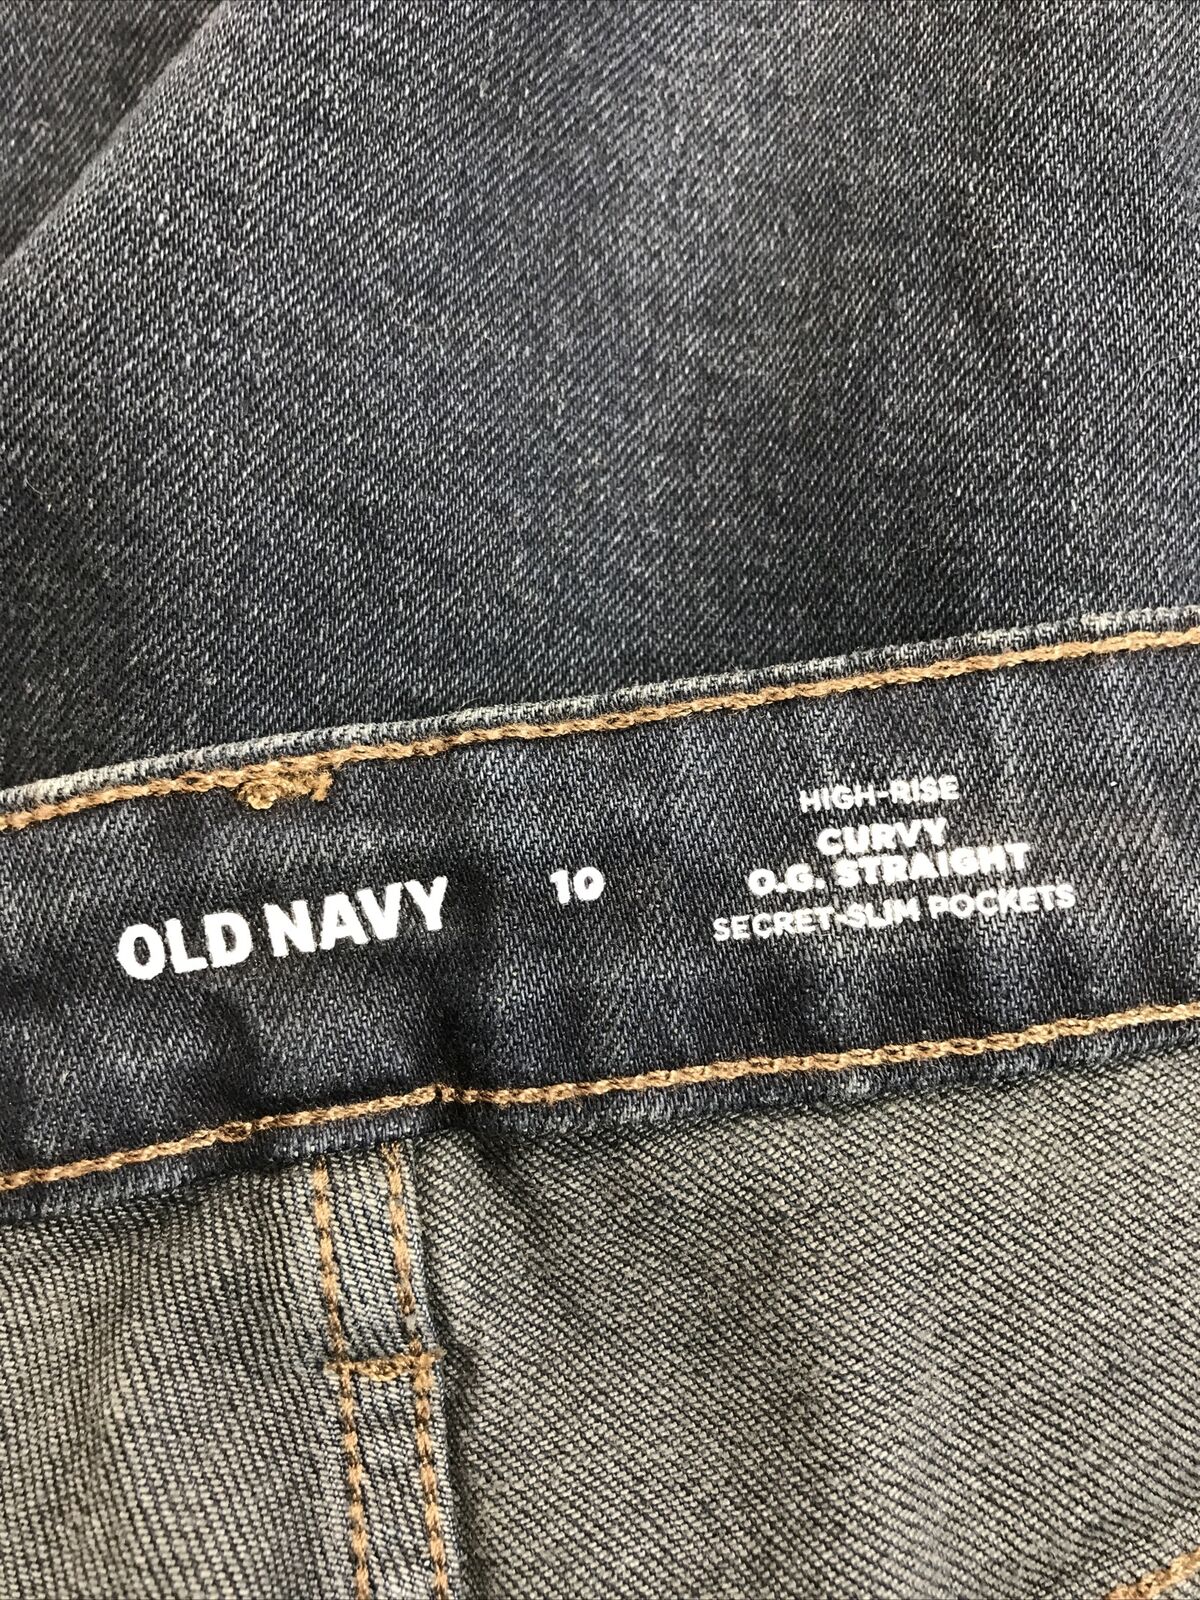 OLD NAVY
10
HIGH-RISE
CURVY
O.G. STRAIGHT
SECRET-SLIM POCKETS